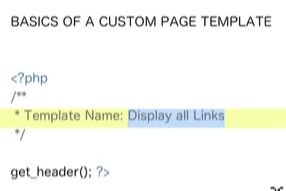 BASICS OF A CUSTOM PAGE TEMPLATE
<?php
/**
* Template Name: Display all Links
*/
get_header(); ?>